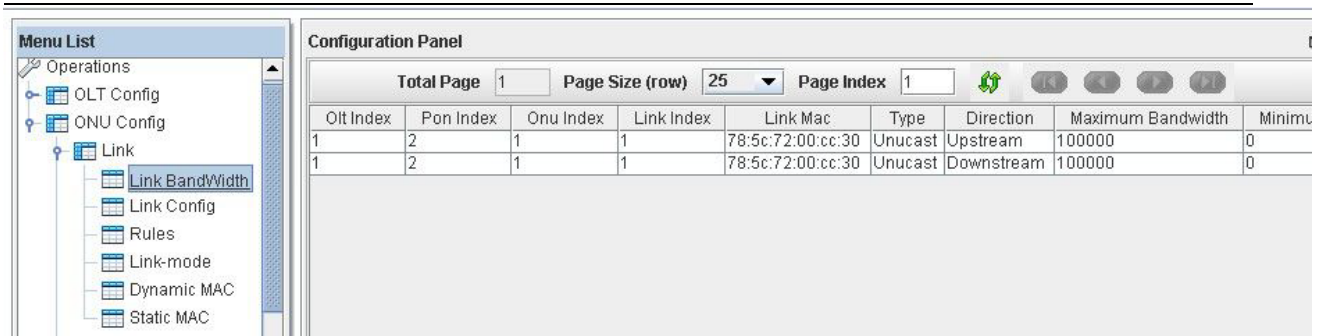 Menu List
Operations
OLT Config
ONU Config
Link
Link BandWidth
Link Config
Rules
Link-mode
Dynamic MAC
Static MAC
Configuration Panel
Total Page 1 Page Size (row) 25 Page Index 1
Olt Index Pon Index Onu Index Link Index Link Mac Type Direction Maximum Bandwidth Minimu
1 2 1 1 78:5c:72:00:cc:30 Unucast Upstream 100000 0
1 2 1 1 78:5c:72:00:cc:30 Unucast Downstream 100000 0